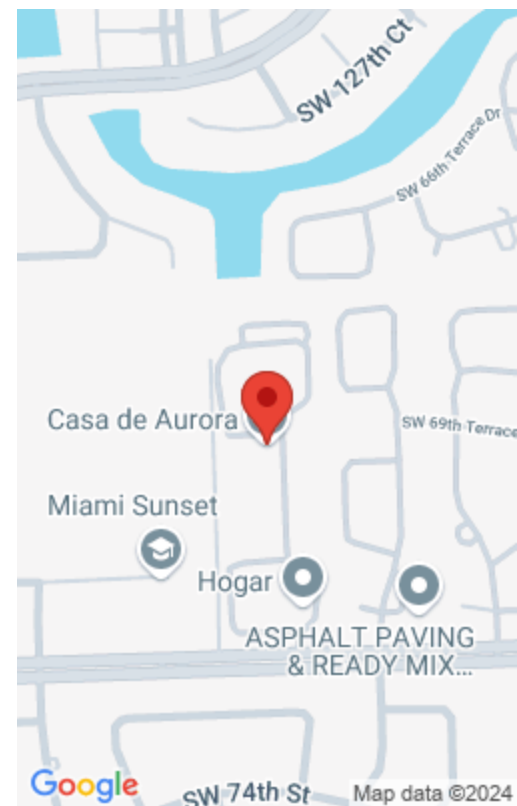 SW 127th Ct
SW 66th Terrace Dr
Casa de Aurora
SW 69th Terrace
Miami Sunset
Hogar
ASPHALT PAVING
& READY MIX...
SW 74th St
Google
Map data ©2024